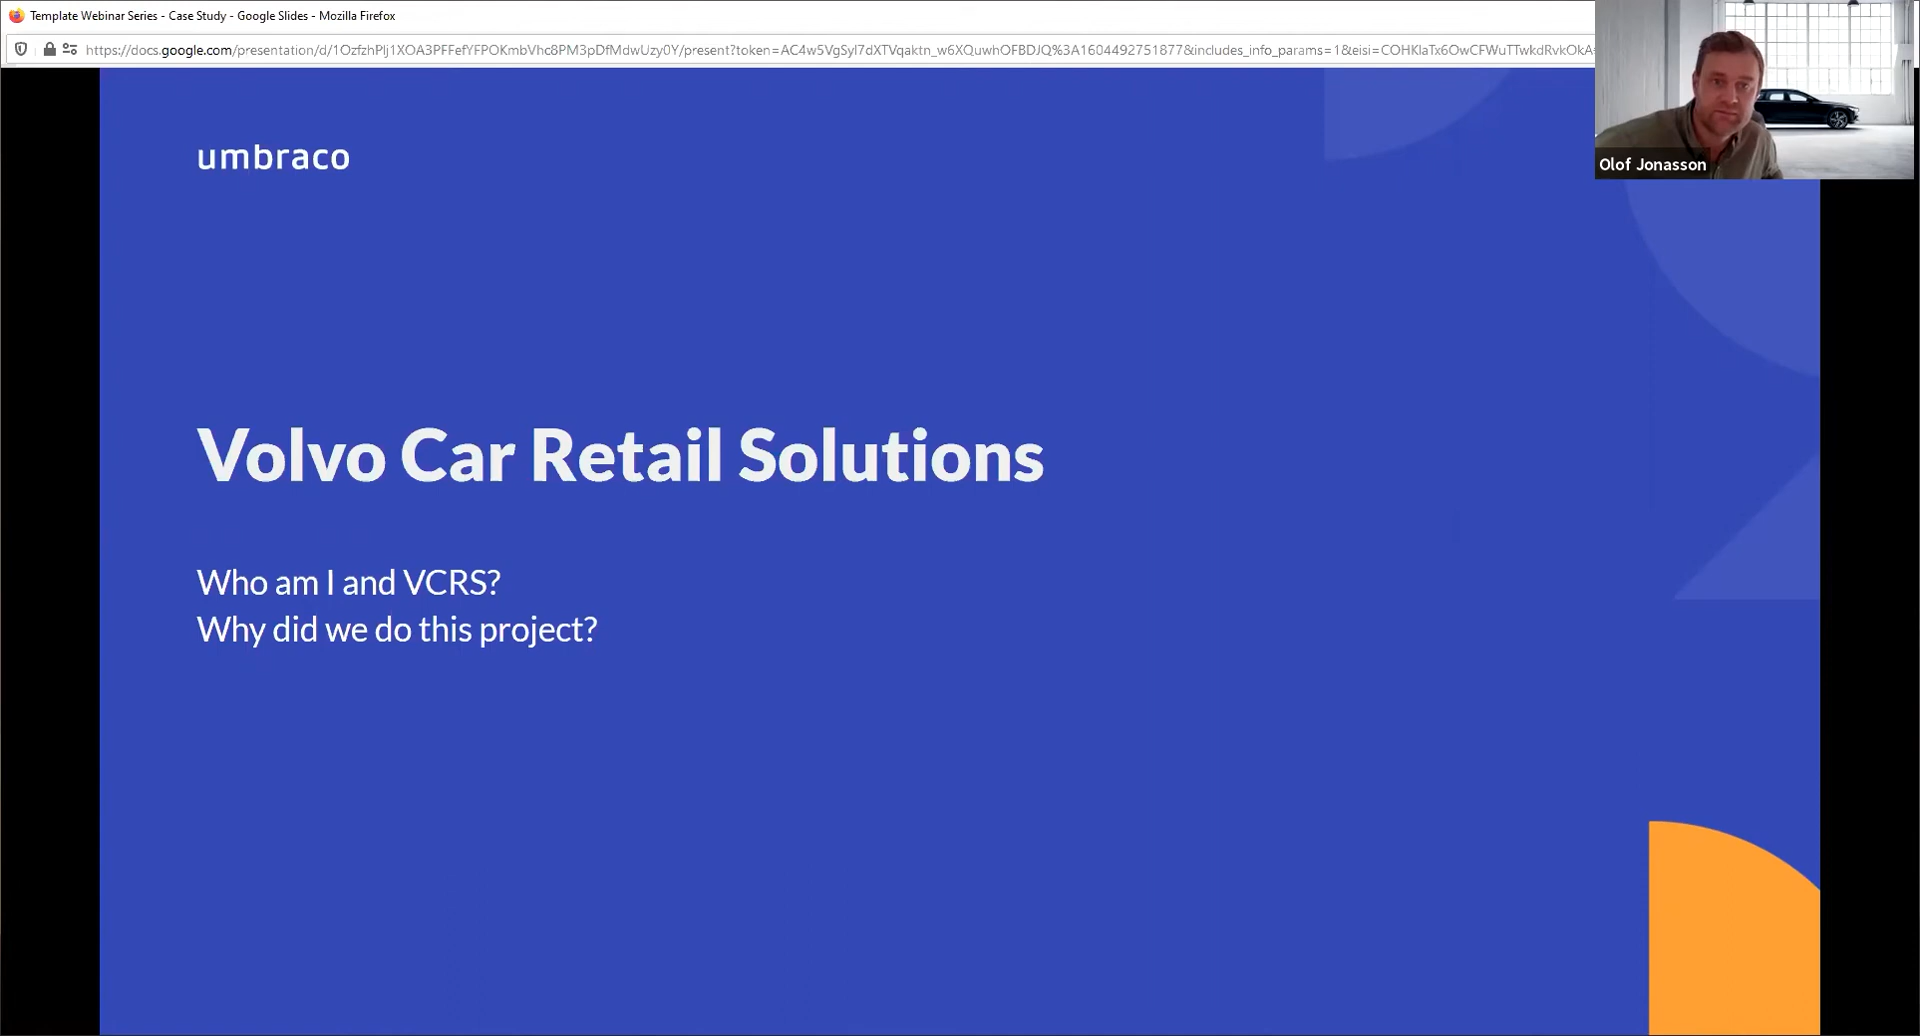 Template Webinar Series - Case Study - Google Slides - Mozilla Firefox
https://docs.google.com/presentation/d/1OzfzhPlj1XOA3PFFefYFPOKmbVhc8PM3pDfMdwUzy0Y/present?token=AC4w5VgSyl7dXTVqaktn_w6XQuwhOFBDJQ%3A1604492751877&includes_info_params=1&eisi=COHKlaTx6OwCFWuTTwkdRvkOkA
Olof Jonasson
umbraco
Volvo Car Retail Solutions
Who am I and VCRS?
Why did we do this project?